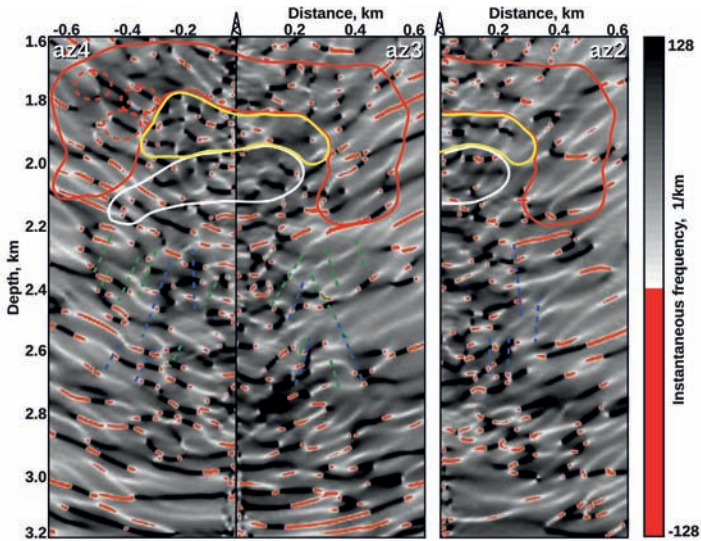 Distance, km
Distance, km
-0.6 -0.4 -0.2 0 0.2 0.4 0.6
0 0.2 0.4 0.6
az4
az3
az2
1.6
1.8
2.0
2.2
2.4
2.6
2.8
3.0
3.2
Depth, km
128
Instantaneous frequency, 1/km
-128